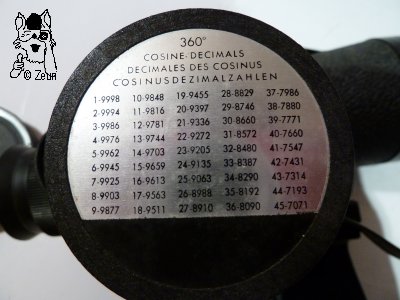 © Zeun
360°
COSINE-DECIMALS
DECIMALES DES COSINUS
COSINUSDEZIMALZAHLEN
1-9998 10-9848 19-9455 28-8829 37-7986
2-9994 11-9816 20-9397 29-8746 38-7880
3-9986 12-9781 21-9336 30-8660 39-7771
4-9976 13-9744 22-9272 31-8572 40-7660
5-9962 14-9703 23-9205 32-8480 41-7547
6-9945 15-9659 24-9135 33-8387 42-7431
7-9925 16-9613 25-9063 34-8290 43-7314
8-9903 17-9563 26-8988 35-8192 44-7193
9-9877 18-9511 27-8910 36-8090 45-7071